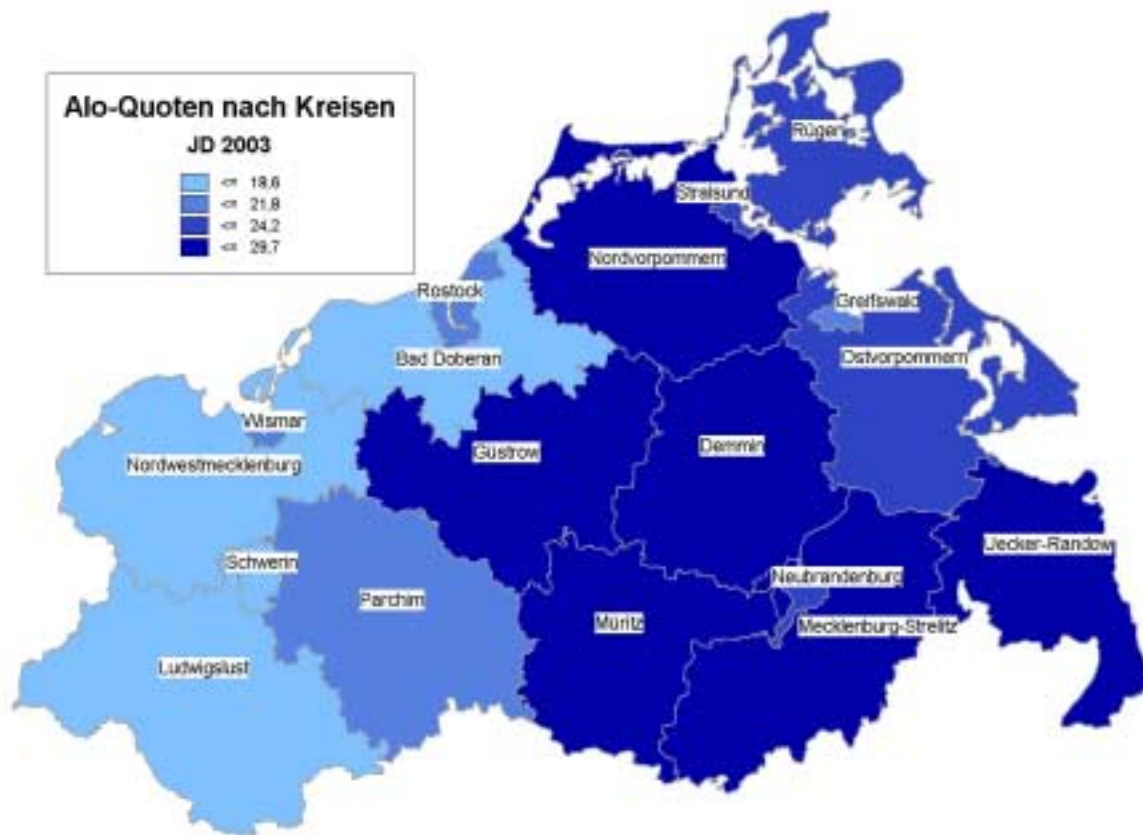 Alo-Quoten nach Kreisen
JD 2003
<= 19,6
<= 21,8
<= 24,2
<= 29,7
Rügen
Stralsund
Nordvorpommern
Rostock
Greifswald
Bad Doberan
Ostvorpommern
Wismar
Güstrow
Demmin
Nordwestmecklenburg
Uecker-Randow
Schwerin
Neubrandenburg
Parchim
Müritz
Mecklenburg-Strelitz
Ludwigslust